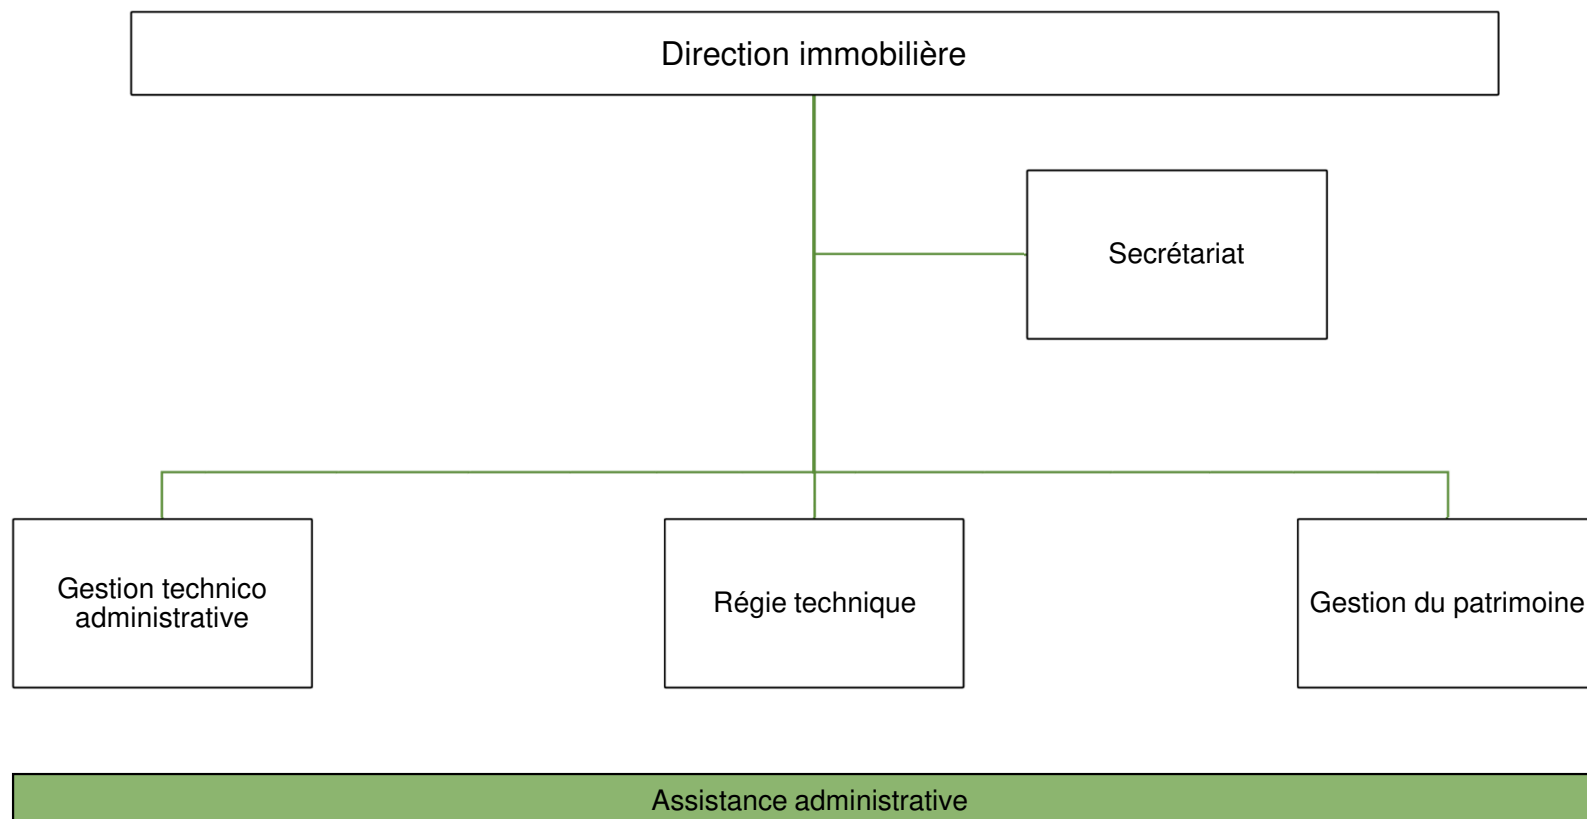 Direction immobilière
Secrétariat
Gestion technico
administrative
Régie technique
Gestion du patrimoine
Assistance administrative